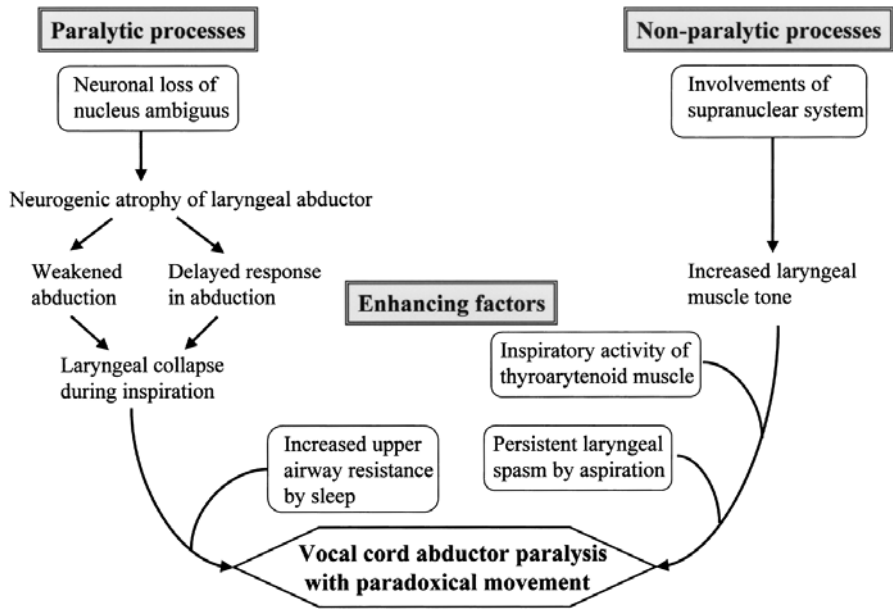 Paralytic processes
Non-paralytic processes
Neuronal loss of
nucleus ambiguus
Involvements of
supranuclear system
Neurogenic atrophy of laryngeal abductor
Weakened
abduction
Delayed response
in abduction
Increased laryngeal
muscle tone
Enhancing factors
Laryngeal collapse
during inspiration
Inspiratory activity of
thyroarytenoid muscle
Increased upper
airway resistance
by sleep
Persistent laryngeal
spasm by aspiration
Vocal cord abductor paralysis
with paradoxical movement